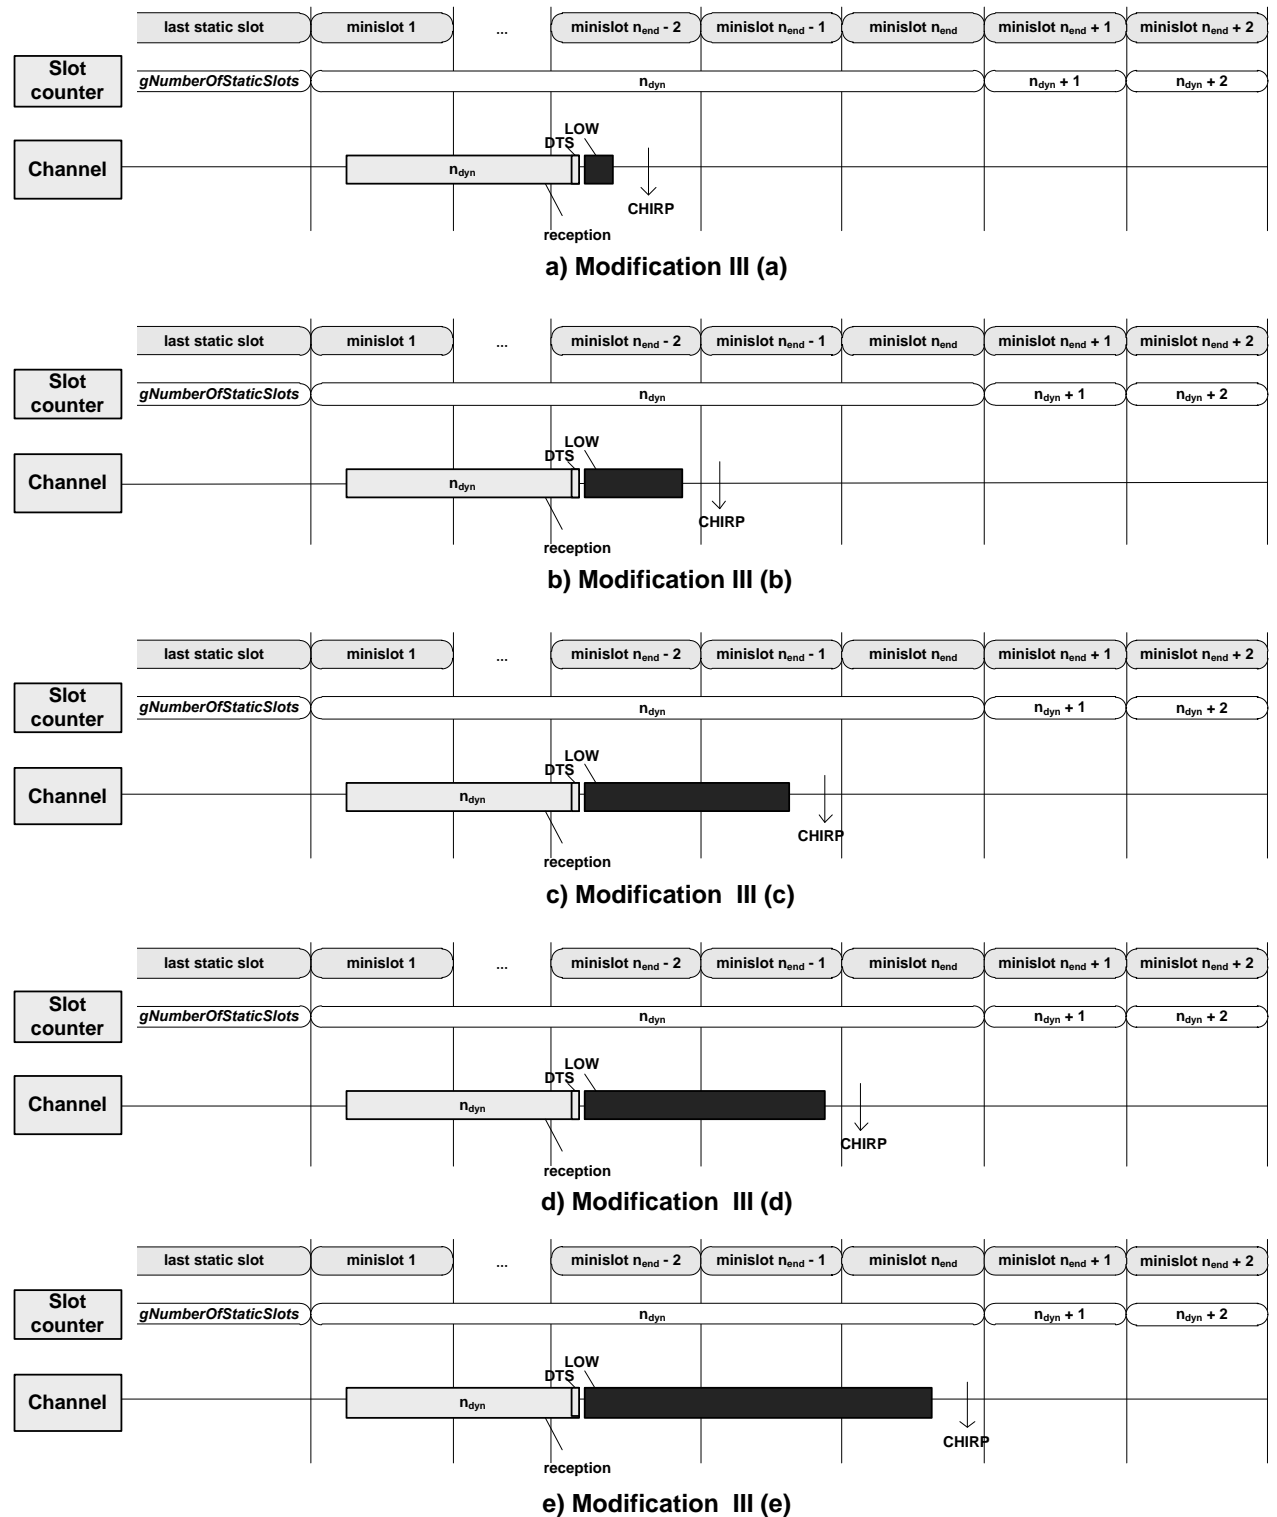 last static slot minislot 1 ... minislot nend - 2 minislot nend - 1 minislot nend minislot nend + 1 minislot nend + 2
Slot counter gNumberOfStaticSlots ndyn ndyn + 1 ndyn + 2
LOW
DTS
Channel ndyn
CHIRP
reception
a) Modification III (a)
last static slot minislot 1 ... minislot nend - 2 minislot nend - 1 minislot nend minislot nend + 1 minislot nend + 2
Slot counter gNumberOfStaticSlots ndyn ndyn + 1 ndyn + 2
LOW
DTS
Channel ndyn
CHIRP
reception
b) Modification III (b)
last static slot minislot 1 ... minislot nend - 2 minislot nend - 1 minislot nend minislot nend + 1 minislot nend + 2
Slot counter gNumberOfStaticSlots ndyn ndyn + 1 ndyn + 2
LOW
DTS
Channel ndyn
CHIRP
reception
c) Modification III (c)
last static slot minislot 1 ... minislot nend - 2 minislot nend - 1 minislot nend minislot nend + 1 minislot nend + 2
Slot counter gNumberOfStaticSlots ndyn ndyn + 1 ndyn + 2
LOW
DTS
Channel ndyn
CHIRP
reception
d) Modification III (d)
last static slot minislot 1 ... minislot nend - 2 minislot nend - 1 minislot nend minislot nend + 1 minislot nend + 2
Slot counter gNumberOfStaticSlots ndyn ndyn + 1 ndyn + 2
LOW
DTS
Channel ndyn
CHIRP
reception
e) Modification III (e)